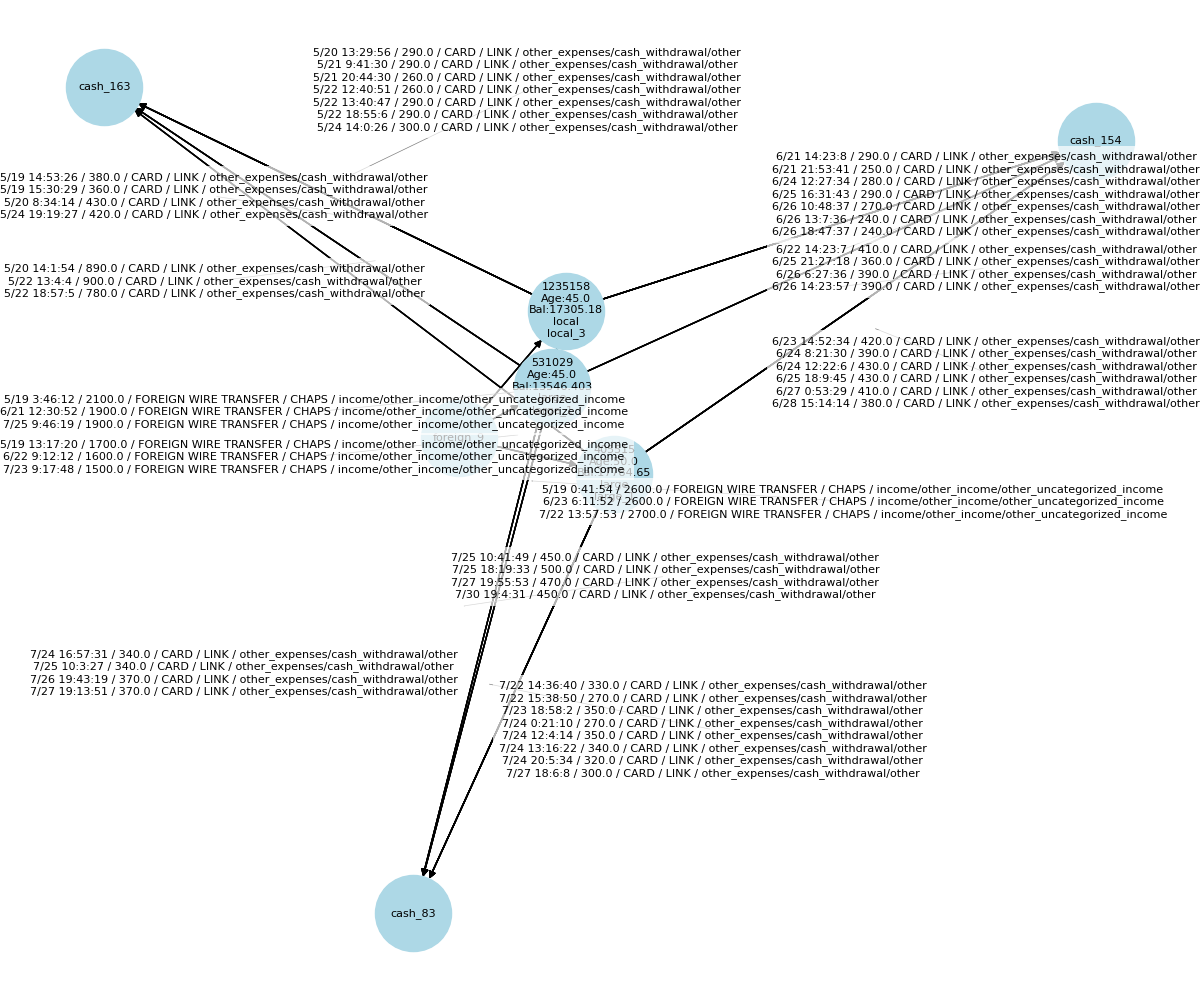 cash_163
5/20 13:29:56 / 290.0 / CARD / LINK / other_expenses/cash_withdrawal/other
5/21 9:41:30 / 290.0 / CARD / LINK / other_expenses/cash_withdrawal/other
5/21 20:44:30 / 260.0 / CARD / LINK / other_expenses/cash_withdrawal/other
5/22 12:40:51 / 260.0 / CARD / LINK / other_expenses/cash_withdrawal/other
5/22 13:40:47 / 290.0 / CARD / LINK / other_expenses/cash_withdrawal/other
5/22 18:55:6 / 290.0 / CARD / LINK / other_expenses/cash_withdrawal/other
5/24 14:0:26 / 300.0 / CARD / LINK / other_expenses/cash_withdrawal/other
cash_154
6/21 14:23:8 / 290.0 / CARD / LINK / other_expenses/cash_withdrawal/other
6/21 21:53:41 / 250.0 / CARD / LINK / other_expenses/cash_withdrawal/other
6/24 12:27:34 / 280.0 / CARD / LINK / other_expenses/cash_withdrawal/other
6/25 16:31:43 / 290.0 / CARD / LINK / other_expenses/cash_withdrawal/other
6/26 10:48:37 / 270.0 / CARD / LINK / other_expenses/cash_withdrawal/other
6/26 13:7:36 / 240.0 / CARD / LINK / other_expenses/cash_withdrawal/other
6/26 18:47:37 / 240.0 / CARD / LINK / other_expenses/cash_withdrawal/other
5/19 14:53:26 / 380.0 / CARD / LINK / other_expenses/cash_withdrawal/other
5/19 15:30:29 / 360.0 / CARD / LINK / other_expenses/cash_withdrawal/other
5/20 8:34:14 / 430.0 / CARD / LINK / other_expenses/cash_withdrawal/other
5/24 19:19:27 / 420.0 / CARD / LINK / other_expenses/cash_withdrawal/other
6/22 14:23:7 / 410.0 / CARD / LINK / other_expenses/cash_withdrawal/other
6/25 21:27:18 / 360.0 / CARD / LINK / other_expenses/cash_withdrawal/other
6/26 6:27:36 / 390.0 / CARD / LINK / other_expenses/cash_withdrawal/other
6/26 14:23:57 / 390.0 / CARD / LINK / other_expenses/cash_withdrawal/other
5/20 14:1:54 / 890.0 / CARD / LINK / other_expenses/cash_withdrawal/other
5/22 13:4:4 / 900.0 / CARD / LINK / other_expenses/cash_withdrawal/other
5/22 18:57:5 / 780.0 / CARD / LINK / other_expenses/cash_withdrawal/other
1235158
Age:45.0
Bal:17305.18
local
local_3
6/23 14:52:34 / 420.0 / CARD / LINK / other_expenses/cash_withdrawal/other
6/24 8:21:30 / 390.0 / CARD / LINK / other_expenses/cash_withdrawal/other
6/24 12:22:6 / 430.0 / CARD / LINK / other_expenses/cash_withdrawal/other
6/25 18:9:45 / 430.0 / CARD / LINK / other_expenses/cash_withdrawal/other
6/27 0:53:29 / 410.0 / CARD / LINK / other_expenses/cash_withdrawal/other
6/28 15:14:14 / 380.0 / CARD / LINK / other_expenses/cash_withdrawal/other
531029
Age:45.0
Bal:13546.403
5/19 3:46:12 / 2100.0 / FOREIGN WIRE TRANSFER / CHAPS / income/other_income/other_uncategorized_income
6/21 12:30:52 / 1900.0 / FOREIGN WIRE TRANSFER / CHAPS / income/other_income/other_uncategorized_income
7/25 9:46:19 / 1900.0 / FOREIGN WIRE TRANSFER / CHAPS / income/other_income/other_uncategorized_income
5/19 13:17:20 / 1700.0 / FOREIGN WIRE TRANSFER / CHAPS / income/other_income/other_uncategorized_income
6/22 9:12:12 / 1600.0 / FOREIGN WIRE TRANSFER / CHAPS / income/other_income/other_uncategorized_income
7/23 9:17:48 / 1500.0 / FOREIGN WIRE TRANSFER / CHAPS / income/other_income/other_uncategorized_income
5/19 0:41:54 / 2600.0 / FOREIGN WIRE TRANSFER / CHAPS / income/other_income/other_uncategorized_income
6/23 6:11:52 / 2600.0 / FOREIGN WIRE TRANSFER / CHAPS / income/other_income/other_uncategorized_income
7/22 13:57:53 / 2700.0 / FOREIGN WIRE TRANSFER / CHAPS / income/other_income/other_uncategorized_income
7/25 10:41:49 / 450.0 / CARD / LINK / other_expenses/cash_withdrawal/other
7/25 18:19:33 / 500.0 / CARD / LINK / other_expenses/cash_withdrawal/other
7/27 19:55:53 / 470.0 / CARD / LINK / other_expenses/cash_withdrawal/other
7/30 19:4:31 / 450.0 / CARD / LINK / other_expenses/cash_withdrawal/other
7/24 16:57:31 / 340.0 / CARD / LINK / other_expenses/cash_withdrawal/other
7/25 10:3:27 / 340.0 / CARD / LINK / other_expenses/cash_withdrawal/other
7/26 19:43:19 / 370.0 / CARD / LINK / other_expenses/cash_withdrawal/other
7/27 19:13:51 / 370.0 / CARD / LINK / other_expenses/cash_withdrawal/other
7/22 14:36:40 / 330.0 / CARD / LINK / other_expenses/cash_withdrawal/other
7/22 15:38:50 / 270.0 / CARD / LINK / other_expenses/cash_withdrawal/other
7/23 18:58:2 / 350.0 / CARD / LINK / other_expenses/cash_withdrawal/other
7/24 0:21:10 / 270.0 / CARD / LINK / other_expenses/cash_withdrawal/other
7/24 12:4:14 / 350.0 / CARD / LINK / other_expenses/cash_withdrawal/other
7/24 13:16:22 / 340.0 / CARD / LINK / other_expenses/cash_withdrawal/other
7/24 20:5:34 / 320.0 / CARD / LINK / other_expenses/cash_withdrawal/other
7/27 18:6:8 / 300.0 / CARD / LINK / other_expenses/cash_withdrawal/other
cash_83